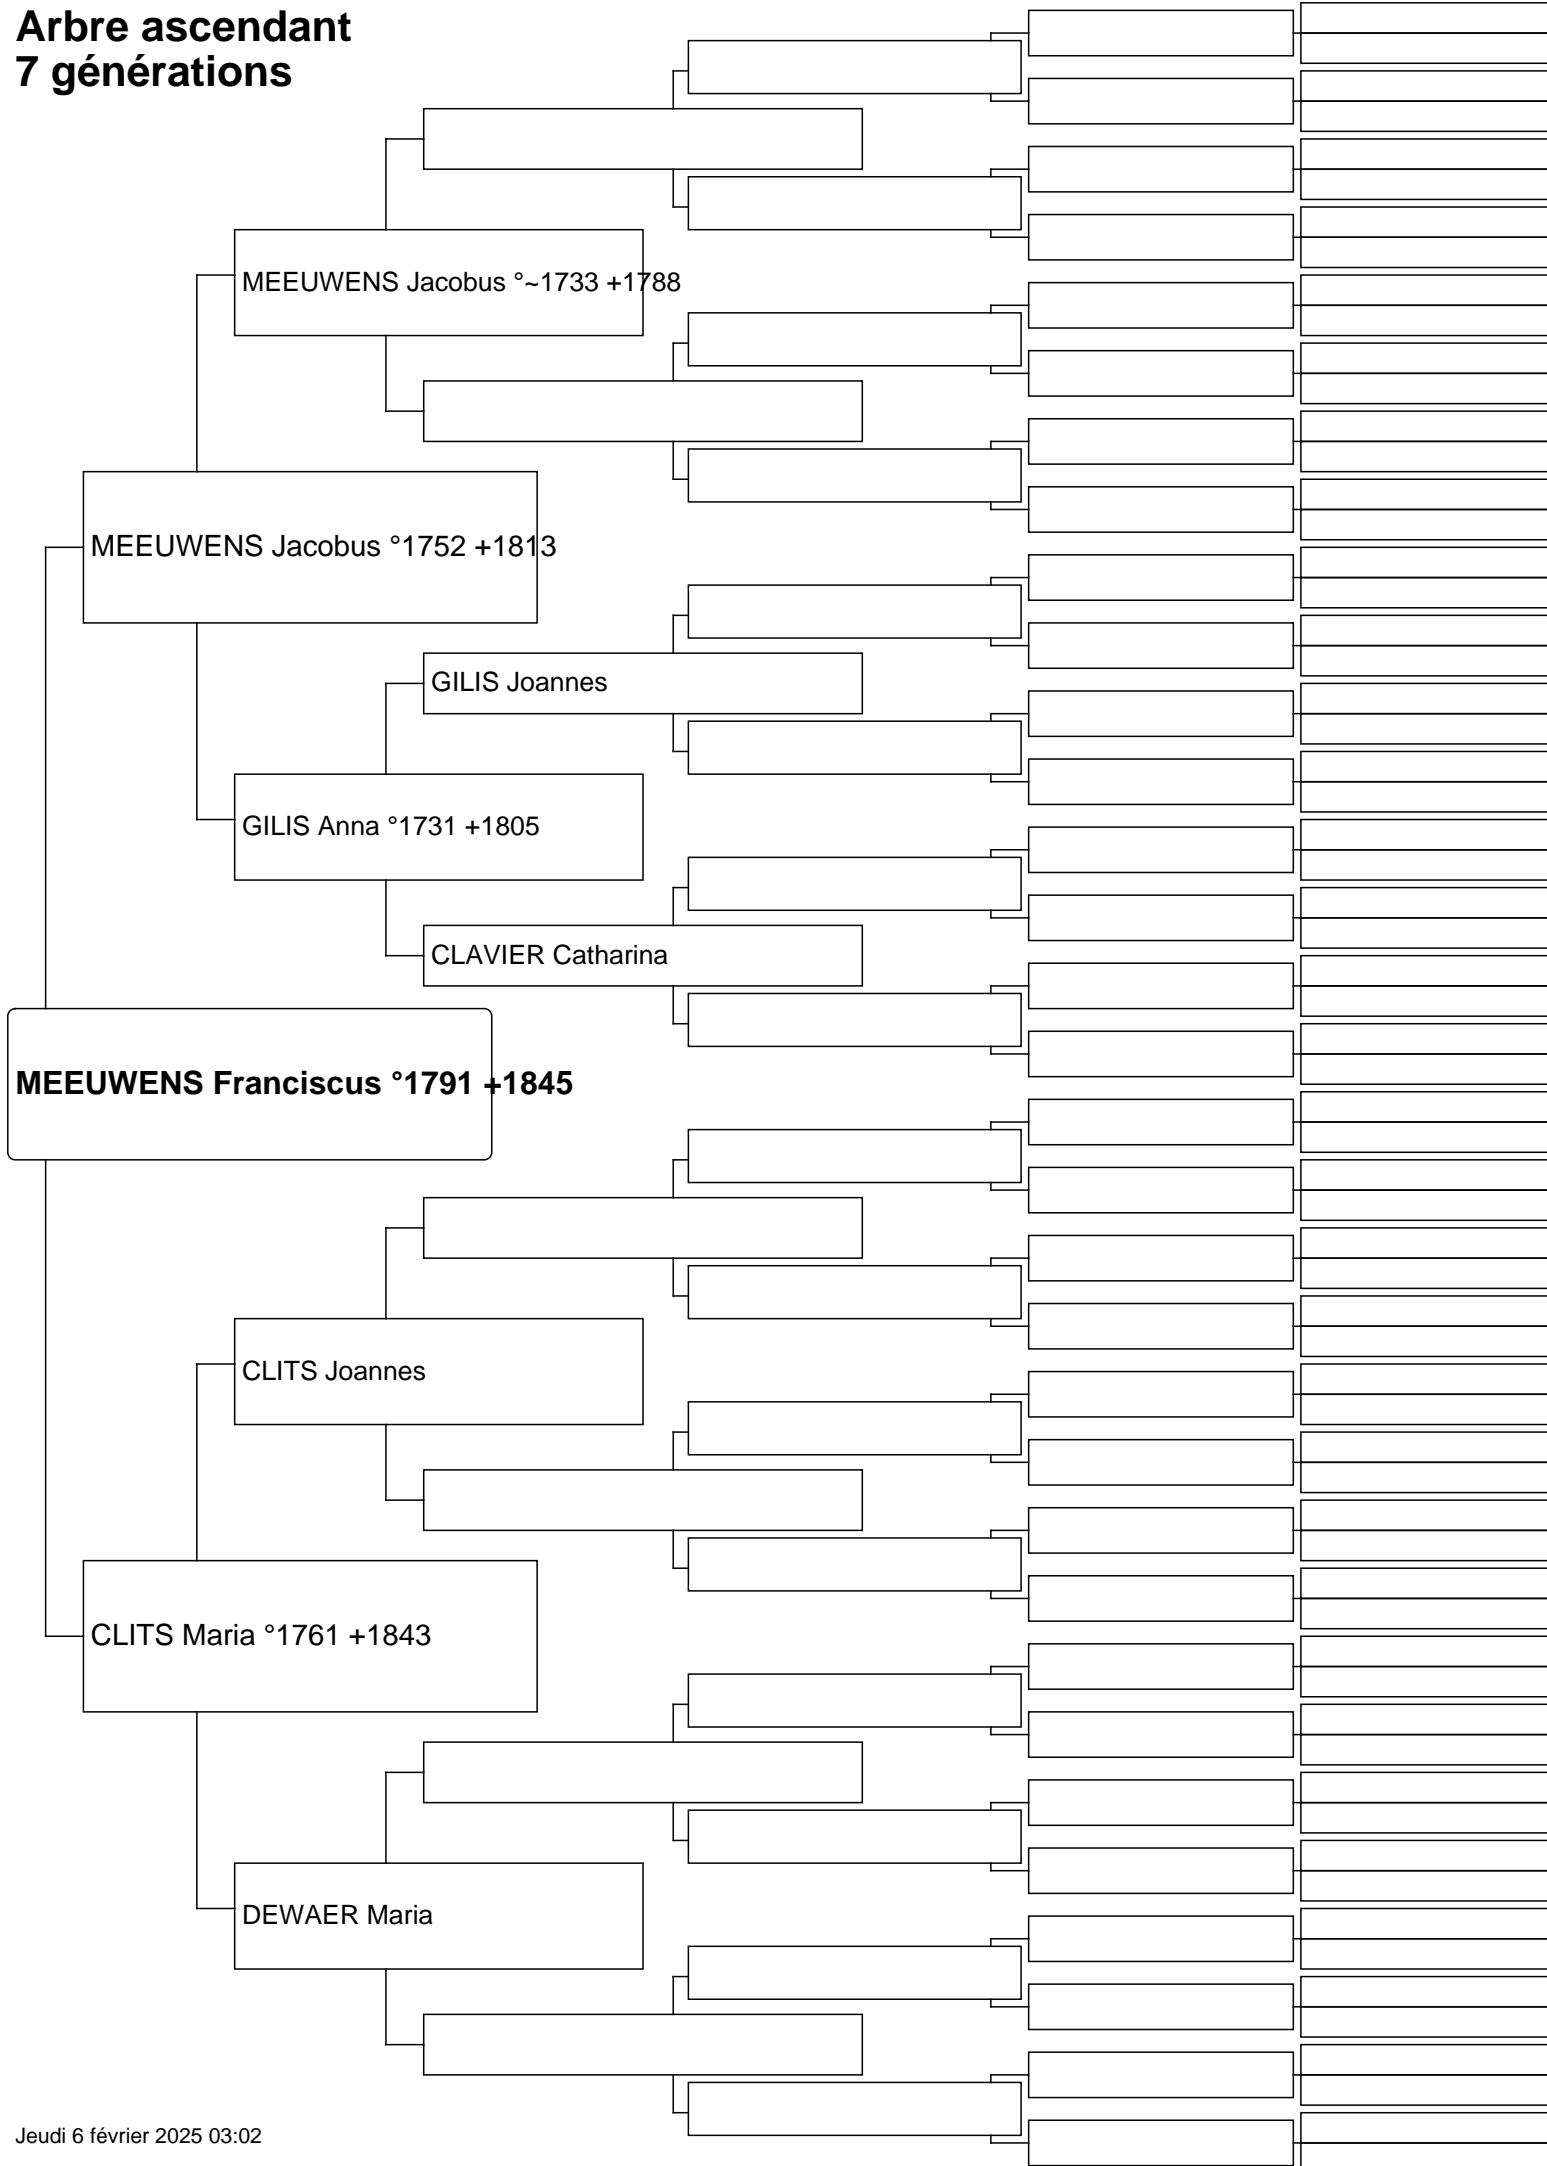 Arbre ascendant
7 générations
MEEUWENS Jacobus °~1733 +1788
MEEUWENS Jacobus °1752 +1813
GILIS Joannes
GILIS Anna °1731 +1805
CLAVIER Catharina
MEEUWENS Franciscus °1791 +1845
CLITS Joannes
CLITS Maria °1761 +1843
DEWAER Maria
Jeudi 6 février 2025 03:02